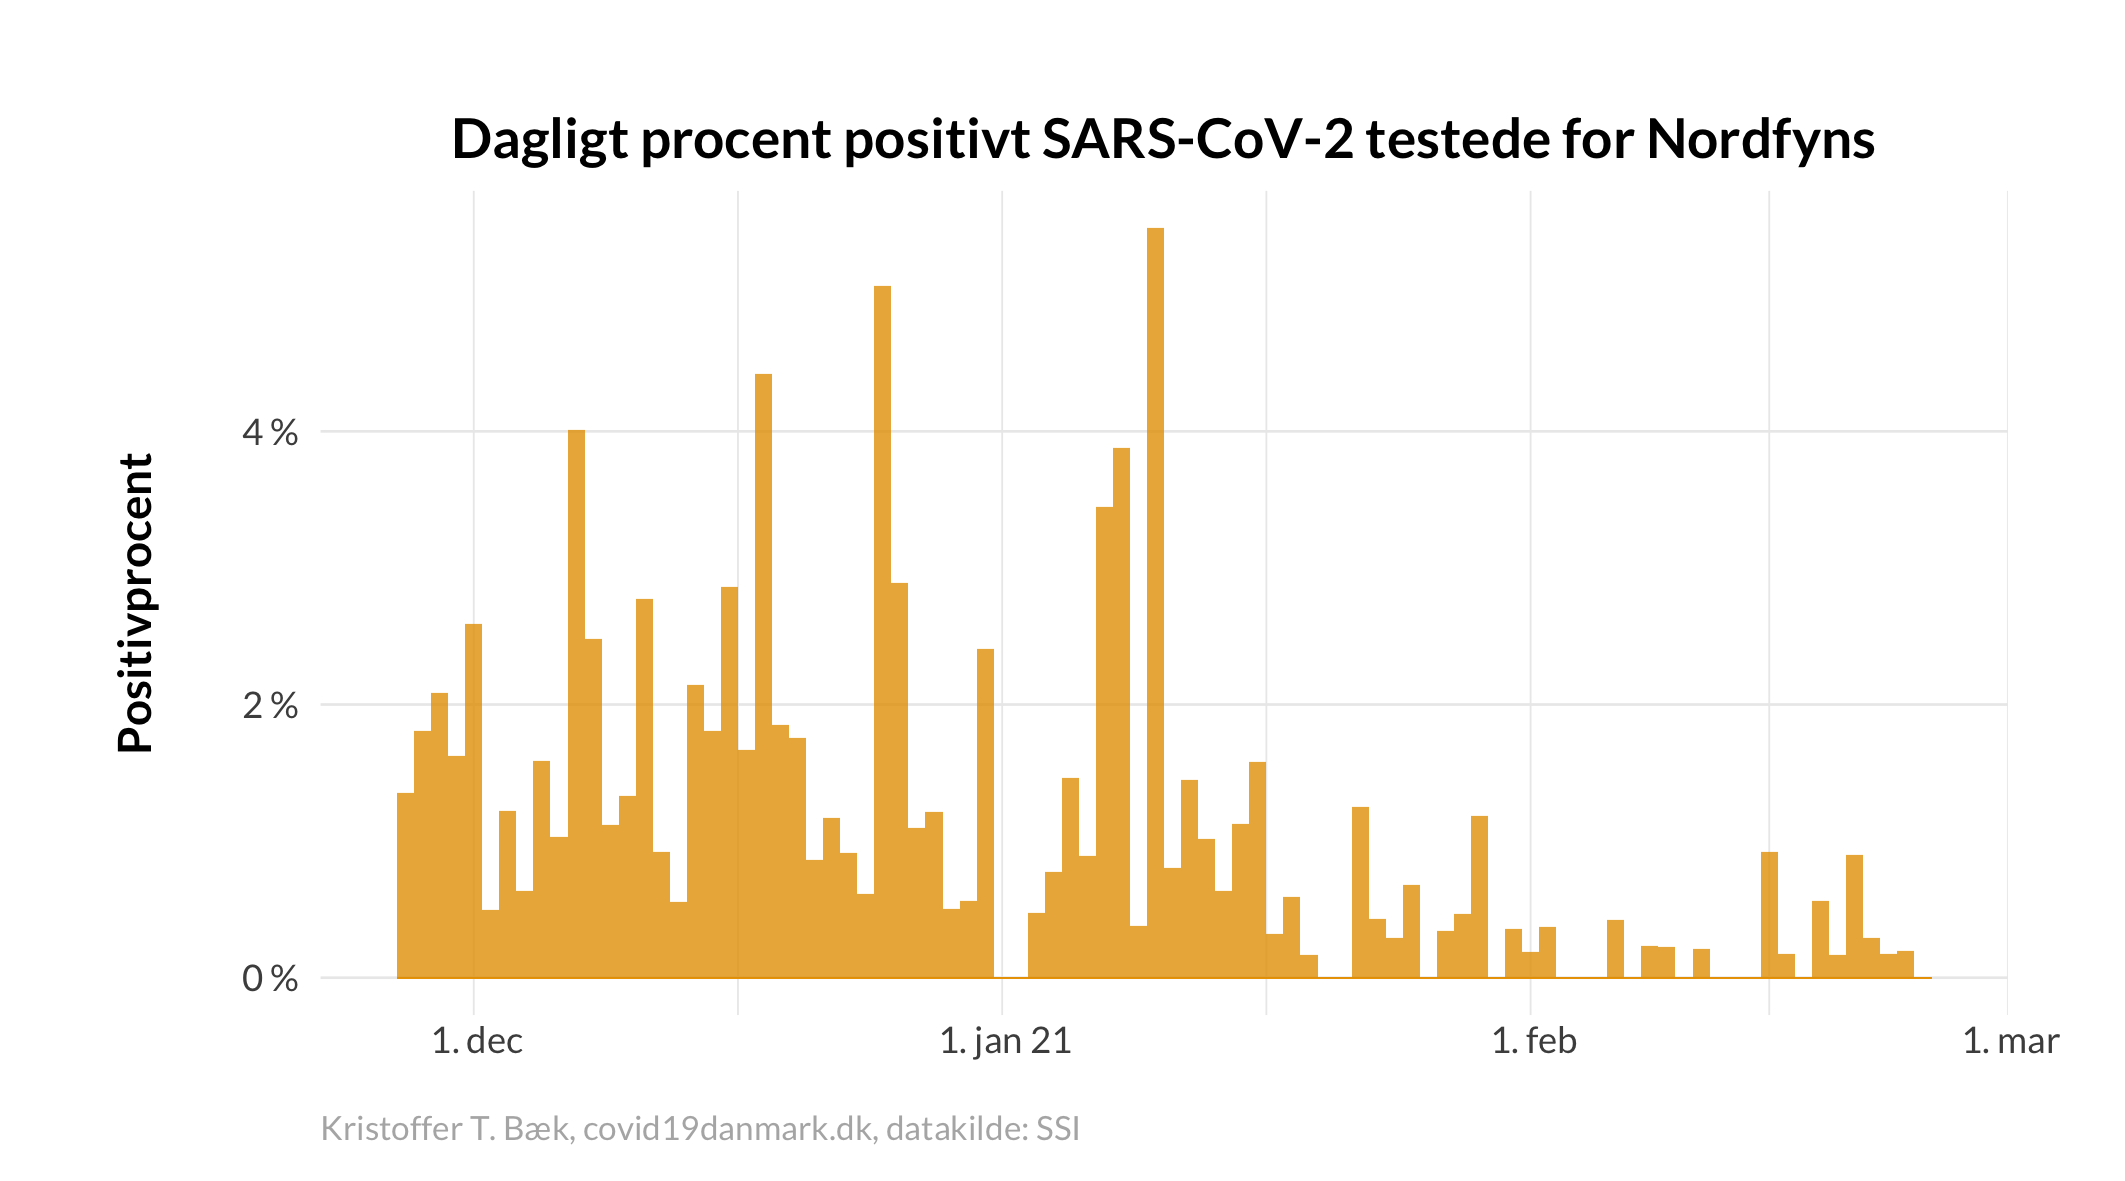 Dagligt procent positivt SARS-CoV-2 testede for Nordfyns
Positivprocent
4 %
2 %
0 %
1. dec
1. jan 21
1. feb
1. mar
Kristoffer T. Bæk, covid19danmark.dk, datakilde: SSI